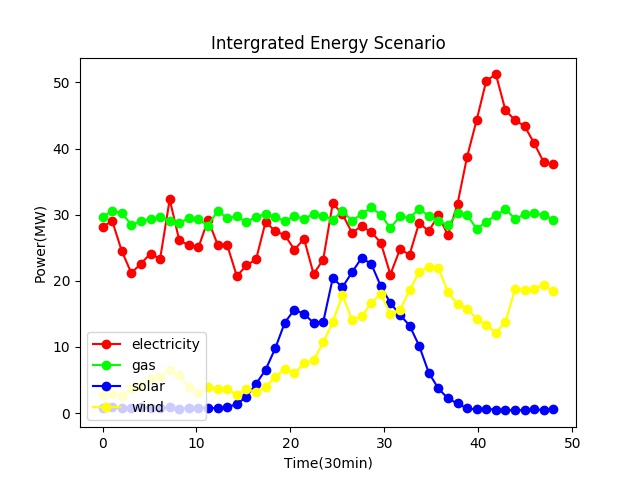 Intergrated Energy Scenario
Power(MW)
50
40
30
20
10
0
electricity
gas
solar
wind
0 10 20 30 40 50
Time(30min)